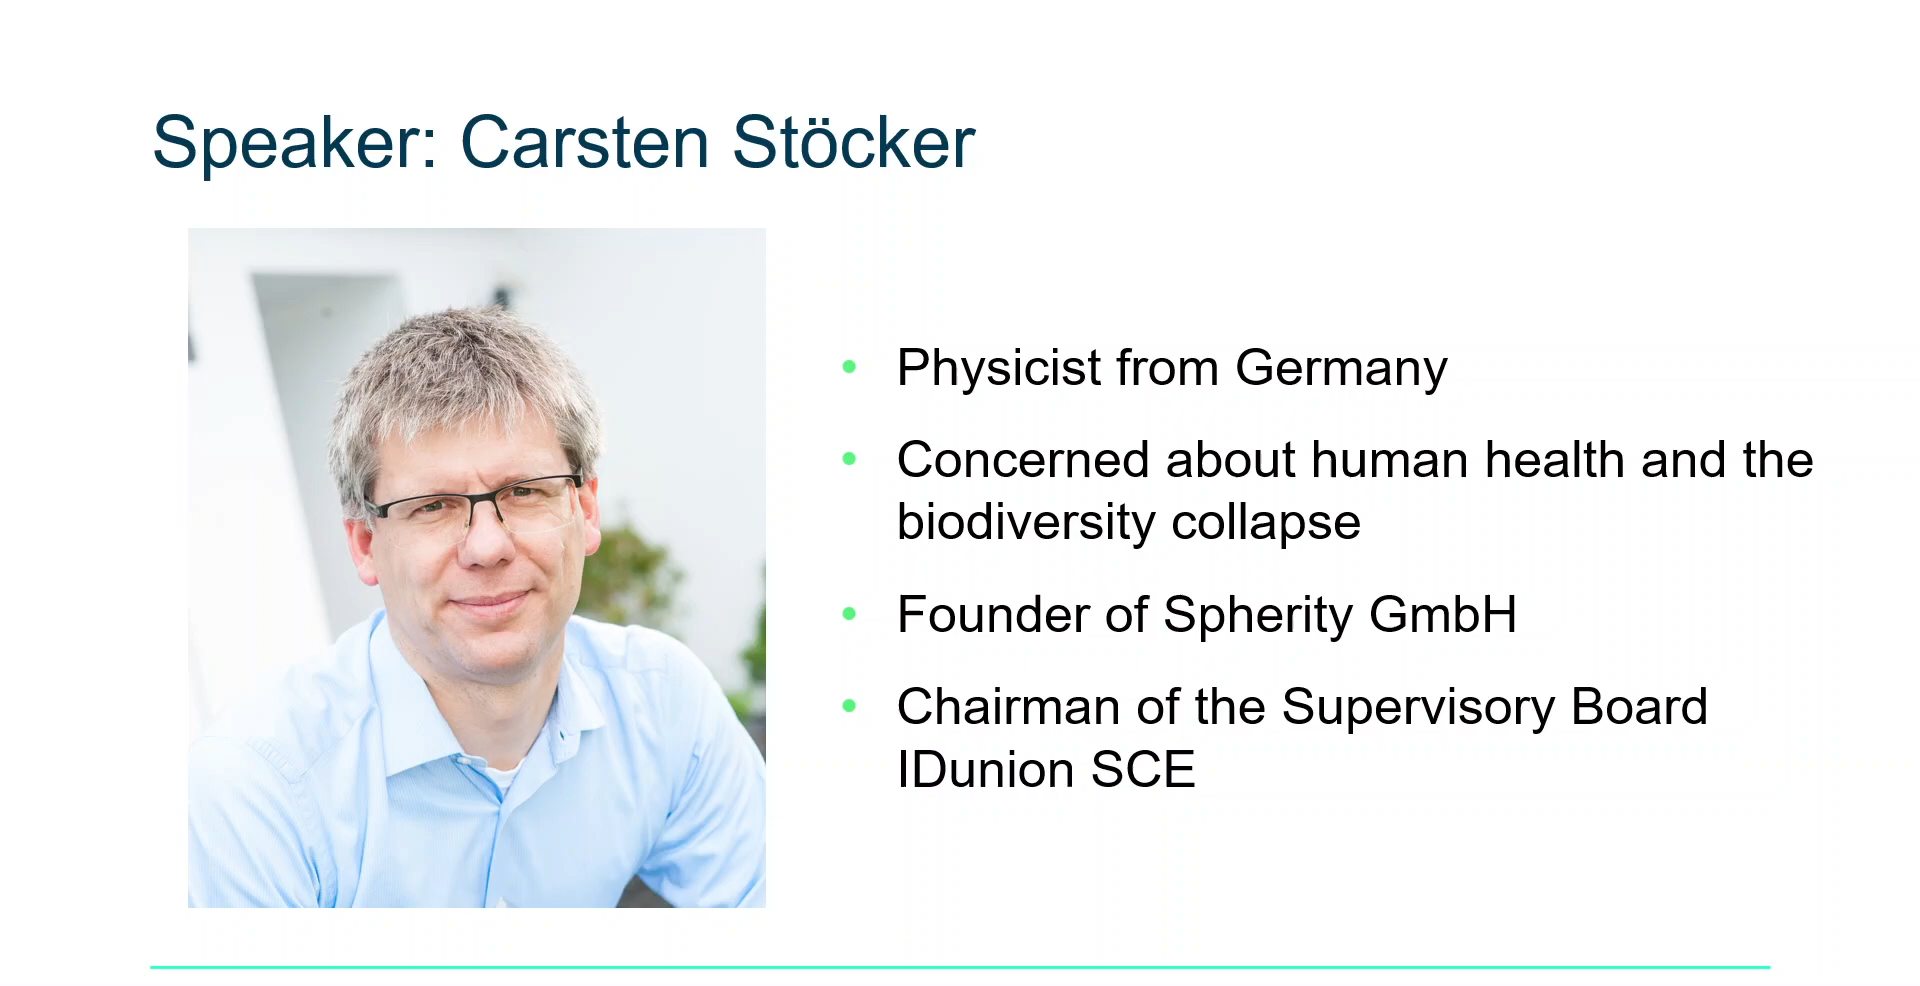 Speaker: Carsten Stöcker
• Physicist from Germany
• Concerned about human health and the
biodiversity collapse
• Founder of Spherity GmbH
• Chairman of the Supervisory Board
IDunion SCE